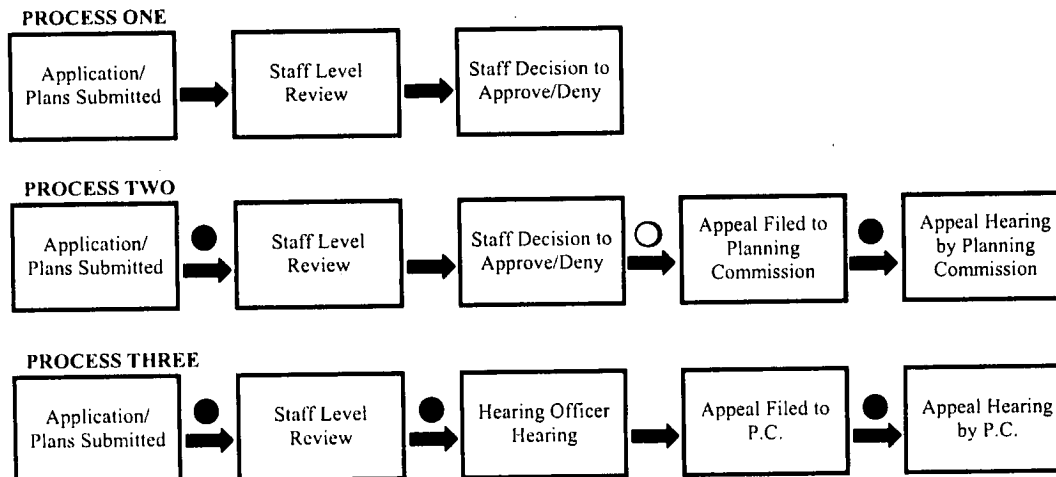 PROCESS ONE
Application/
Plans Submitted
Staff Level
Review
Staff Decision to
Approve/Deny
PROCESS TWO
Application/
Plans Submitted
Staff Level
Review
Staff Decision to
Approve/Deny
Appeal Filed to
Planning
Commission
Appeal Hearing
by Planning
Commission
PROCESS THREE
Application/
Plans Submitted
Staff Level
Review
Hearing Officer
Hearing
Appeal Filed to
P.C.
Appeal Hearing
by P.C.